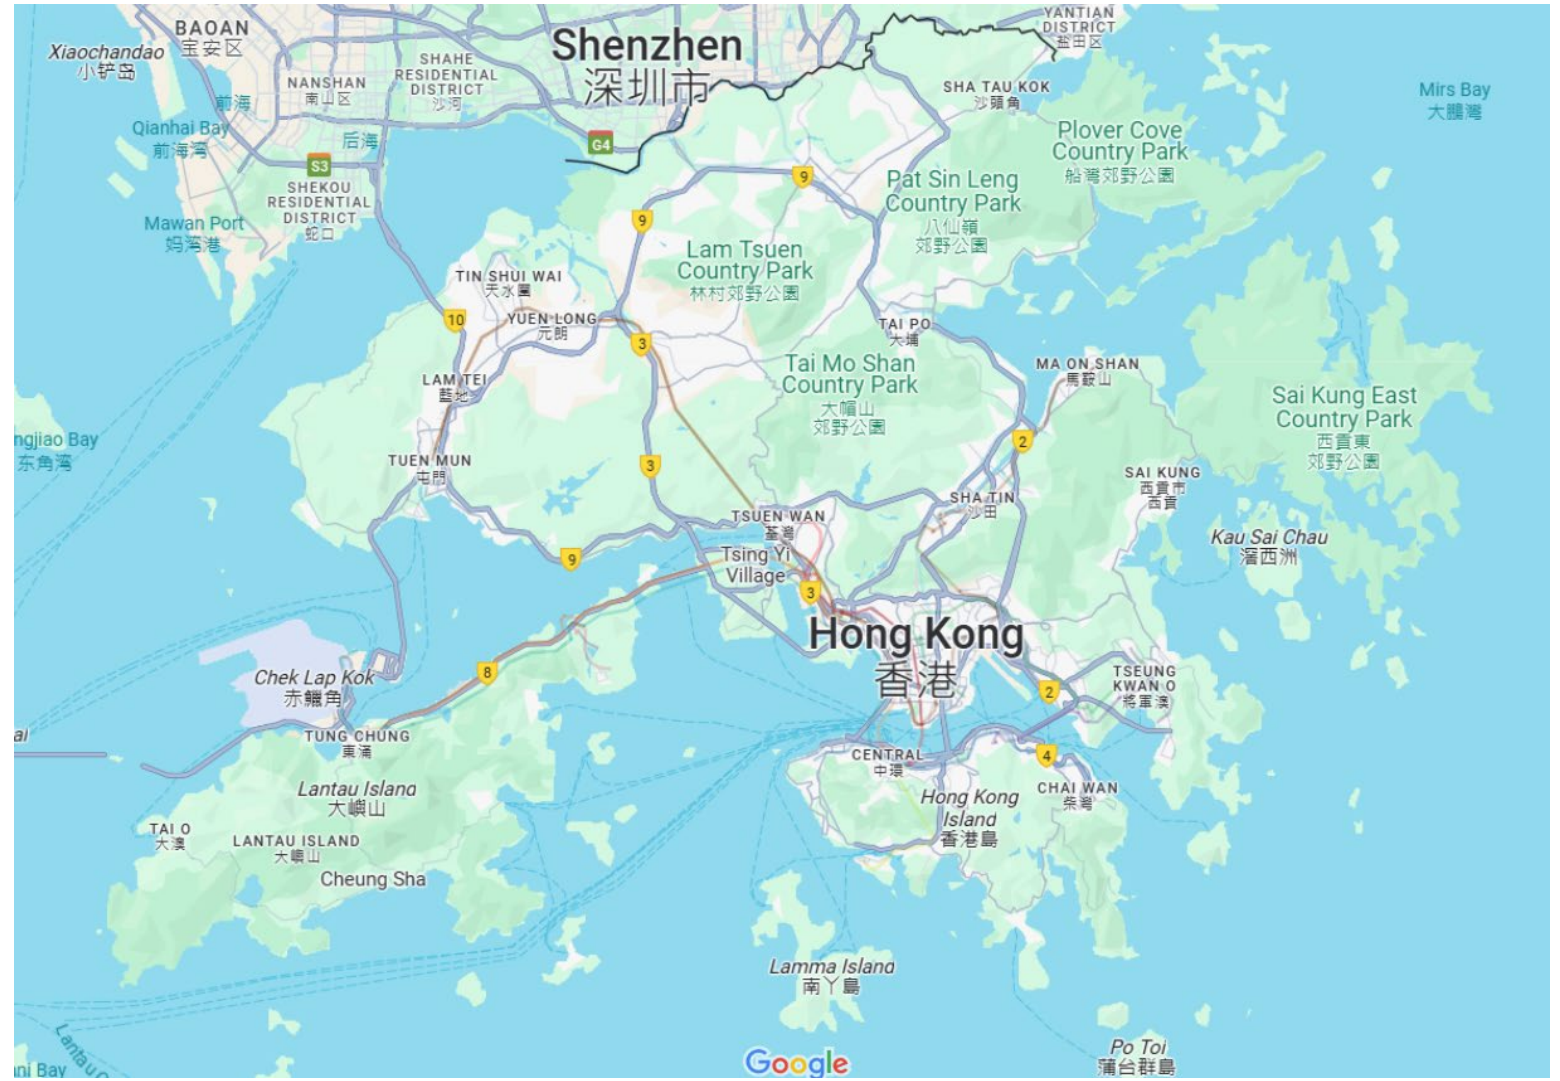 BAOAN
宝安区
Xiaochandao
小铲岛
Shenzhen
深圳市
YANTIAN
DISTRICT
盐田区
SHAHE
RESIDENTIAL
DISTRICT
沙河
NANSHAN
南山区
前海
SHA TAU KOK
沙頭角
Mirs Bay
大鵬灣
Qianhai Bay
前海湾
后海
G4
Plover Cove
Country Park
船灣郊野公園
S3
9
Pat Sin Leng
Country Park
八仙嶺
郊野公園
SHEKOU
RESIDENTIAL
DISTRICT
蛇口
Mawan Port
妈湾港
9
Lam Tsuen
Country Park
林村郊野公園
TIN SHUI WAI
天水圍
10
YUEN LONG
元朗
3
TAI PO
大埔
Tai Mo Shan
Country Park
大帽山
郊野公園
MA ON SHAN
馬鞍山
LAM TEI
藍地
Sai Kung East
Country Park
西貢東
郊野公園
ngjiao Bay
东角湾
2
TUEN MUN
屯門
3
SAI KUNG
西貢市
西貢
SHA TIN
沙田
TSUEN WAN
荃灣
Kau Sai Chau
滘西洲
9
Tsing Yi
Village
3
Hong Kong
香港
Chek Lap Kok
赤鱲角
8
TSEUNG
KWAN O
將軍澳
2
ai
TUNG CHUNG
東涌
CENTRAL
中環
4
Lantau Island
大嶼山
Hong Kong
Island
香港島
CHAI WAN
柴灣
TAI O
大澳
LANTAU ISLAND
大嶼山
Cheung Sha
Lamma Island
南丫島
Lantau C
ni Bay
Google
Po Toi
蒲台群島